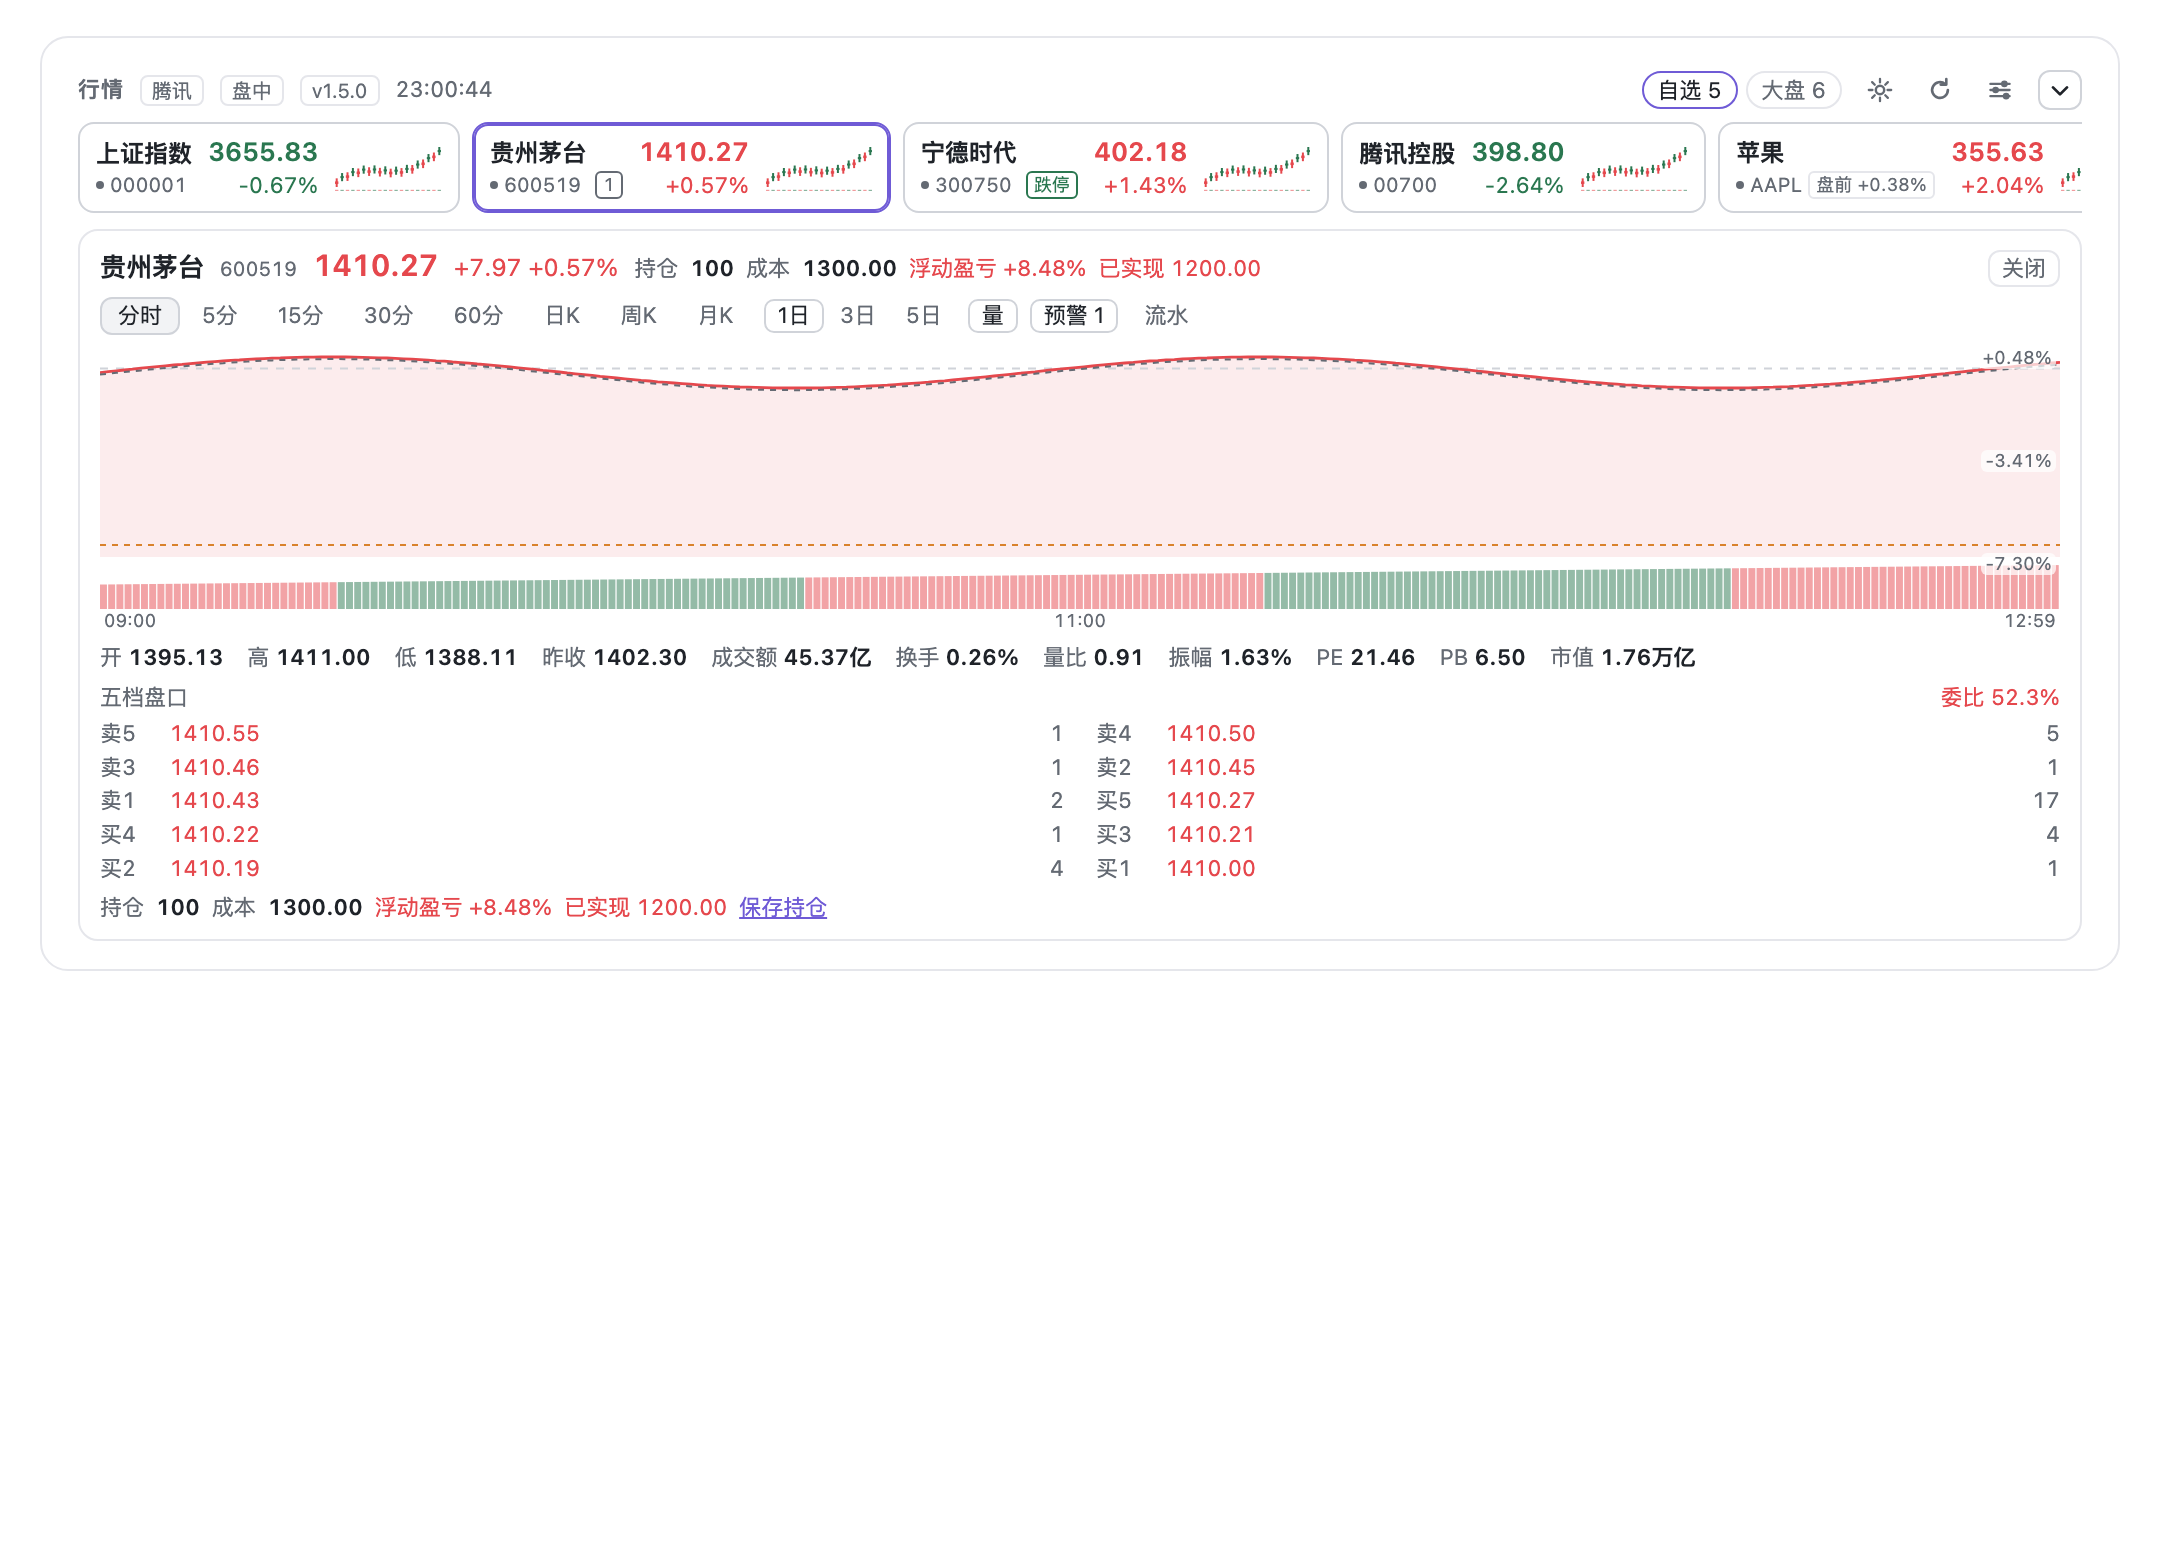 行情 腾讯 盘中 v1.5.0 23:00:44 自选 5 大盘 6
上证指数 3655.83 贵州茅台 1410.27 宁德时代 402.18 腾讯控股 398.80 苹果 355.63
000001 -0.67% 600519 1 +0.57% 300750 跌停 +1.43% 00700 -2.64% AAPL 盘前 +0.38% +2.04%
贵州茅台 600519 1410.27 +7.97 +0.57% 持仓 100 成本 1300.00 浮动盈亏 +8.48% 已实现 1200.00 关闭
分时 5分 15分 30分 60分 日K 周K 月K 1日 3日 5日 量 预警 1 流水
+0.48%
-3.41%
-7.30%
09:00 11:00 12:59
开 1395.13 高 1411.00 低 1388.11 昨收 1402.30 成交额 45.37亿 换手 0.26% 量比 0.91 振幅 1.63% PE 21.46 PB 6.50 市值 1.76万亿
五档盘口 委比 52.3%
卖5 1410.55 1 卖4 1410.50 5
卖3 1410.46 1 卖2 1410.45 1
卖1 1410.43 2 买5 1410.27 17
买4 1410.22 1 买3 1410.21 4
买2 1410.19 4 买1 1410.00 1
持仓 100 成本 1300.00 浮动盈亏 +8.48% 已实现 1200.00 保存持仓